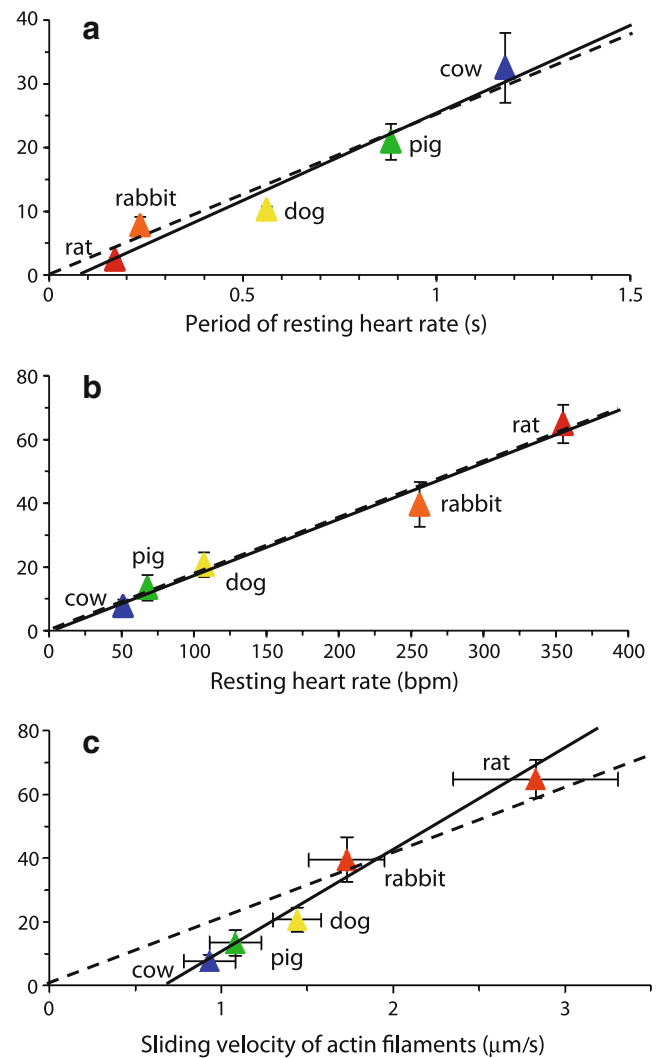 a
40
30
20
10
0
cow
pig
rabbit
dog
rat
0 0.5 1 1.5
Period of resting heart rate (s)
b
80
60
40
20
0
rat
rabbit
pig
dog
cow
0 50 100 150 200 250 300 350 400
Resting heart rate (bpm)
c
80
60
40
20
0
rat
rabbit
dog
pig
cow
0 1 2 3
Sliding velocity of actin filaments (μm/s)